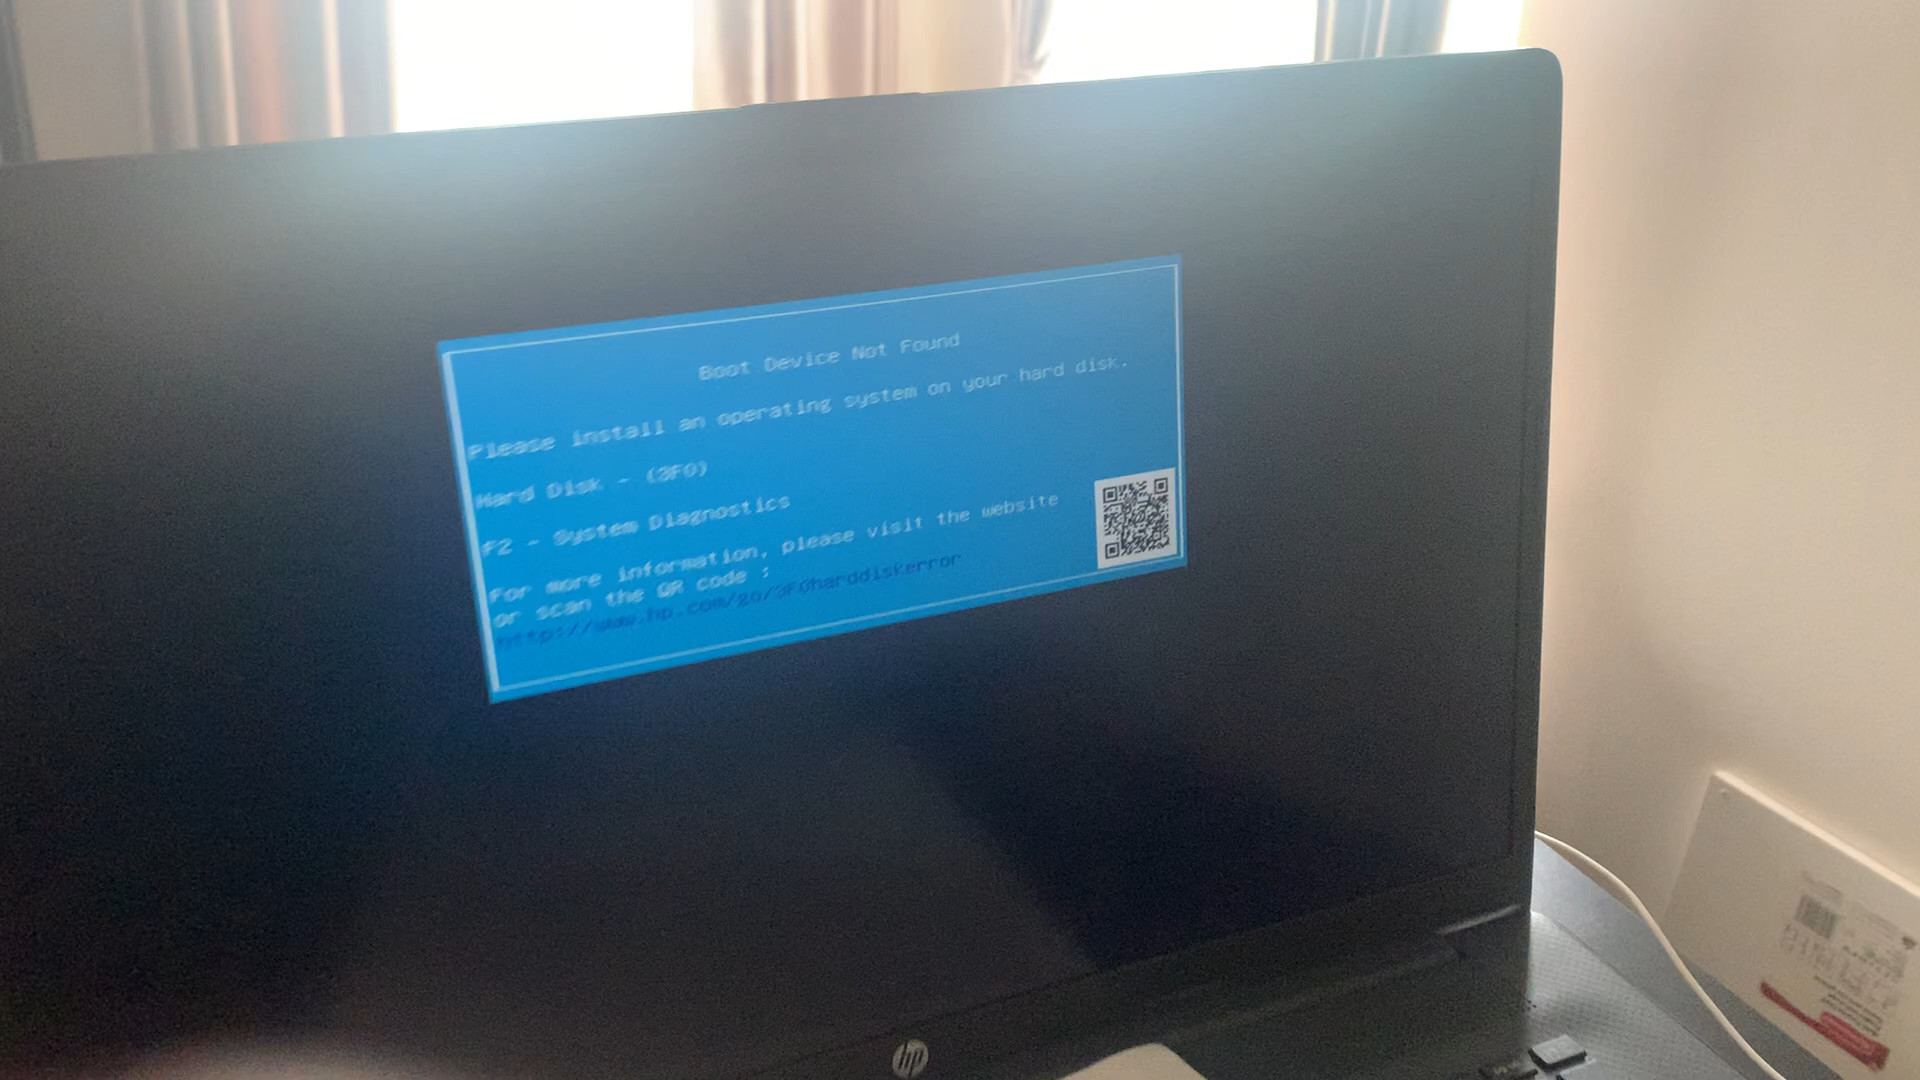 Boot Device Not Found
Please install an operating system on your hard disk.
Hard Disk - (3F0)
F2 - System Diagnostics
For more information, please visit the website
or scan the QR code :
http://www.hp.com/go/3F0harddiskerror
hp